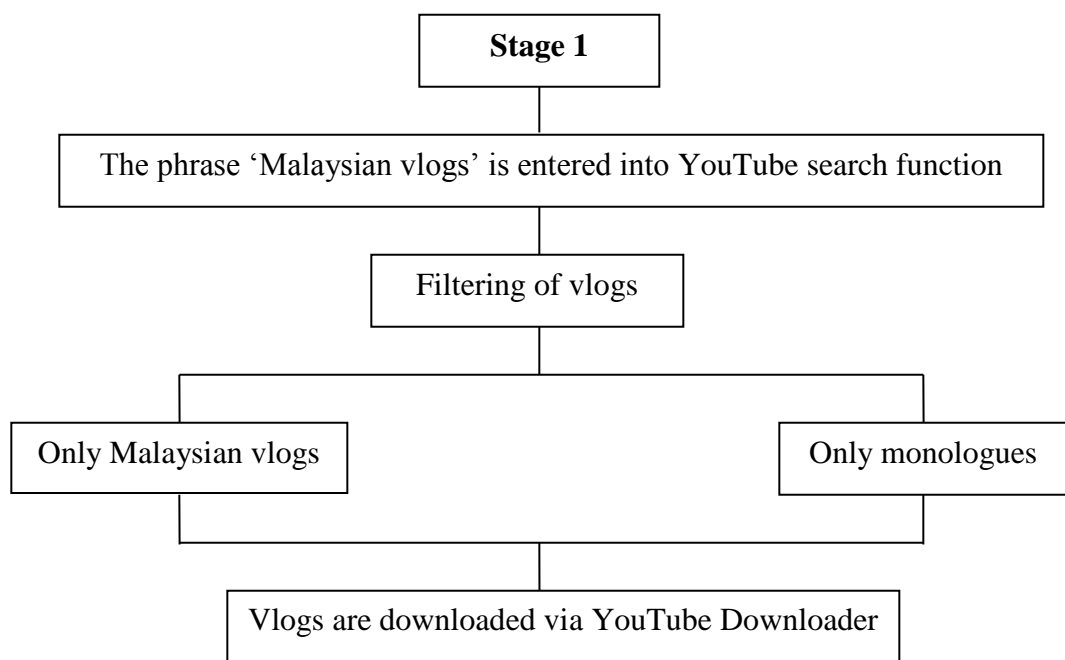 Stage 1
The phrase ‘Malaysian vlogs’ is entered into YouTube search function
Filtering of vlogs
Only Malaysian vlogs
Only monologues
Vlogs are downloaded via YouTube Downloader